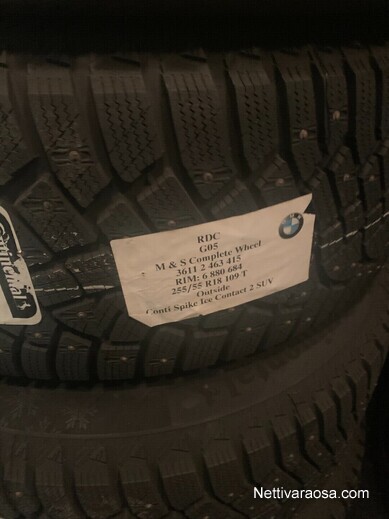 RDC
G05
M & S Complete Wheel
3611 2 463 415
RIM: 6 880 684
255/55 R18 109 T
Outside
Conti Spike Ice Contact 2 SUV
Continental
Nettivaraosa.com